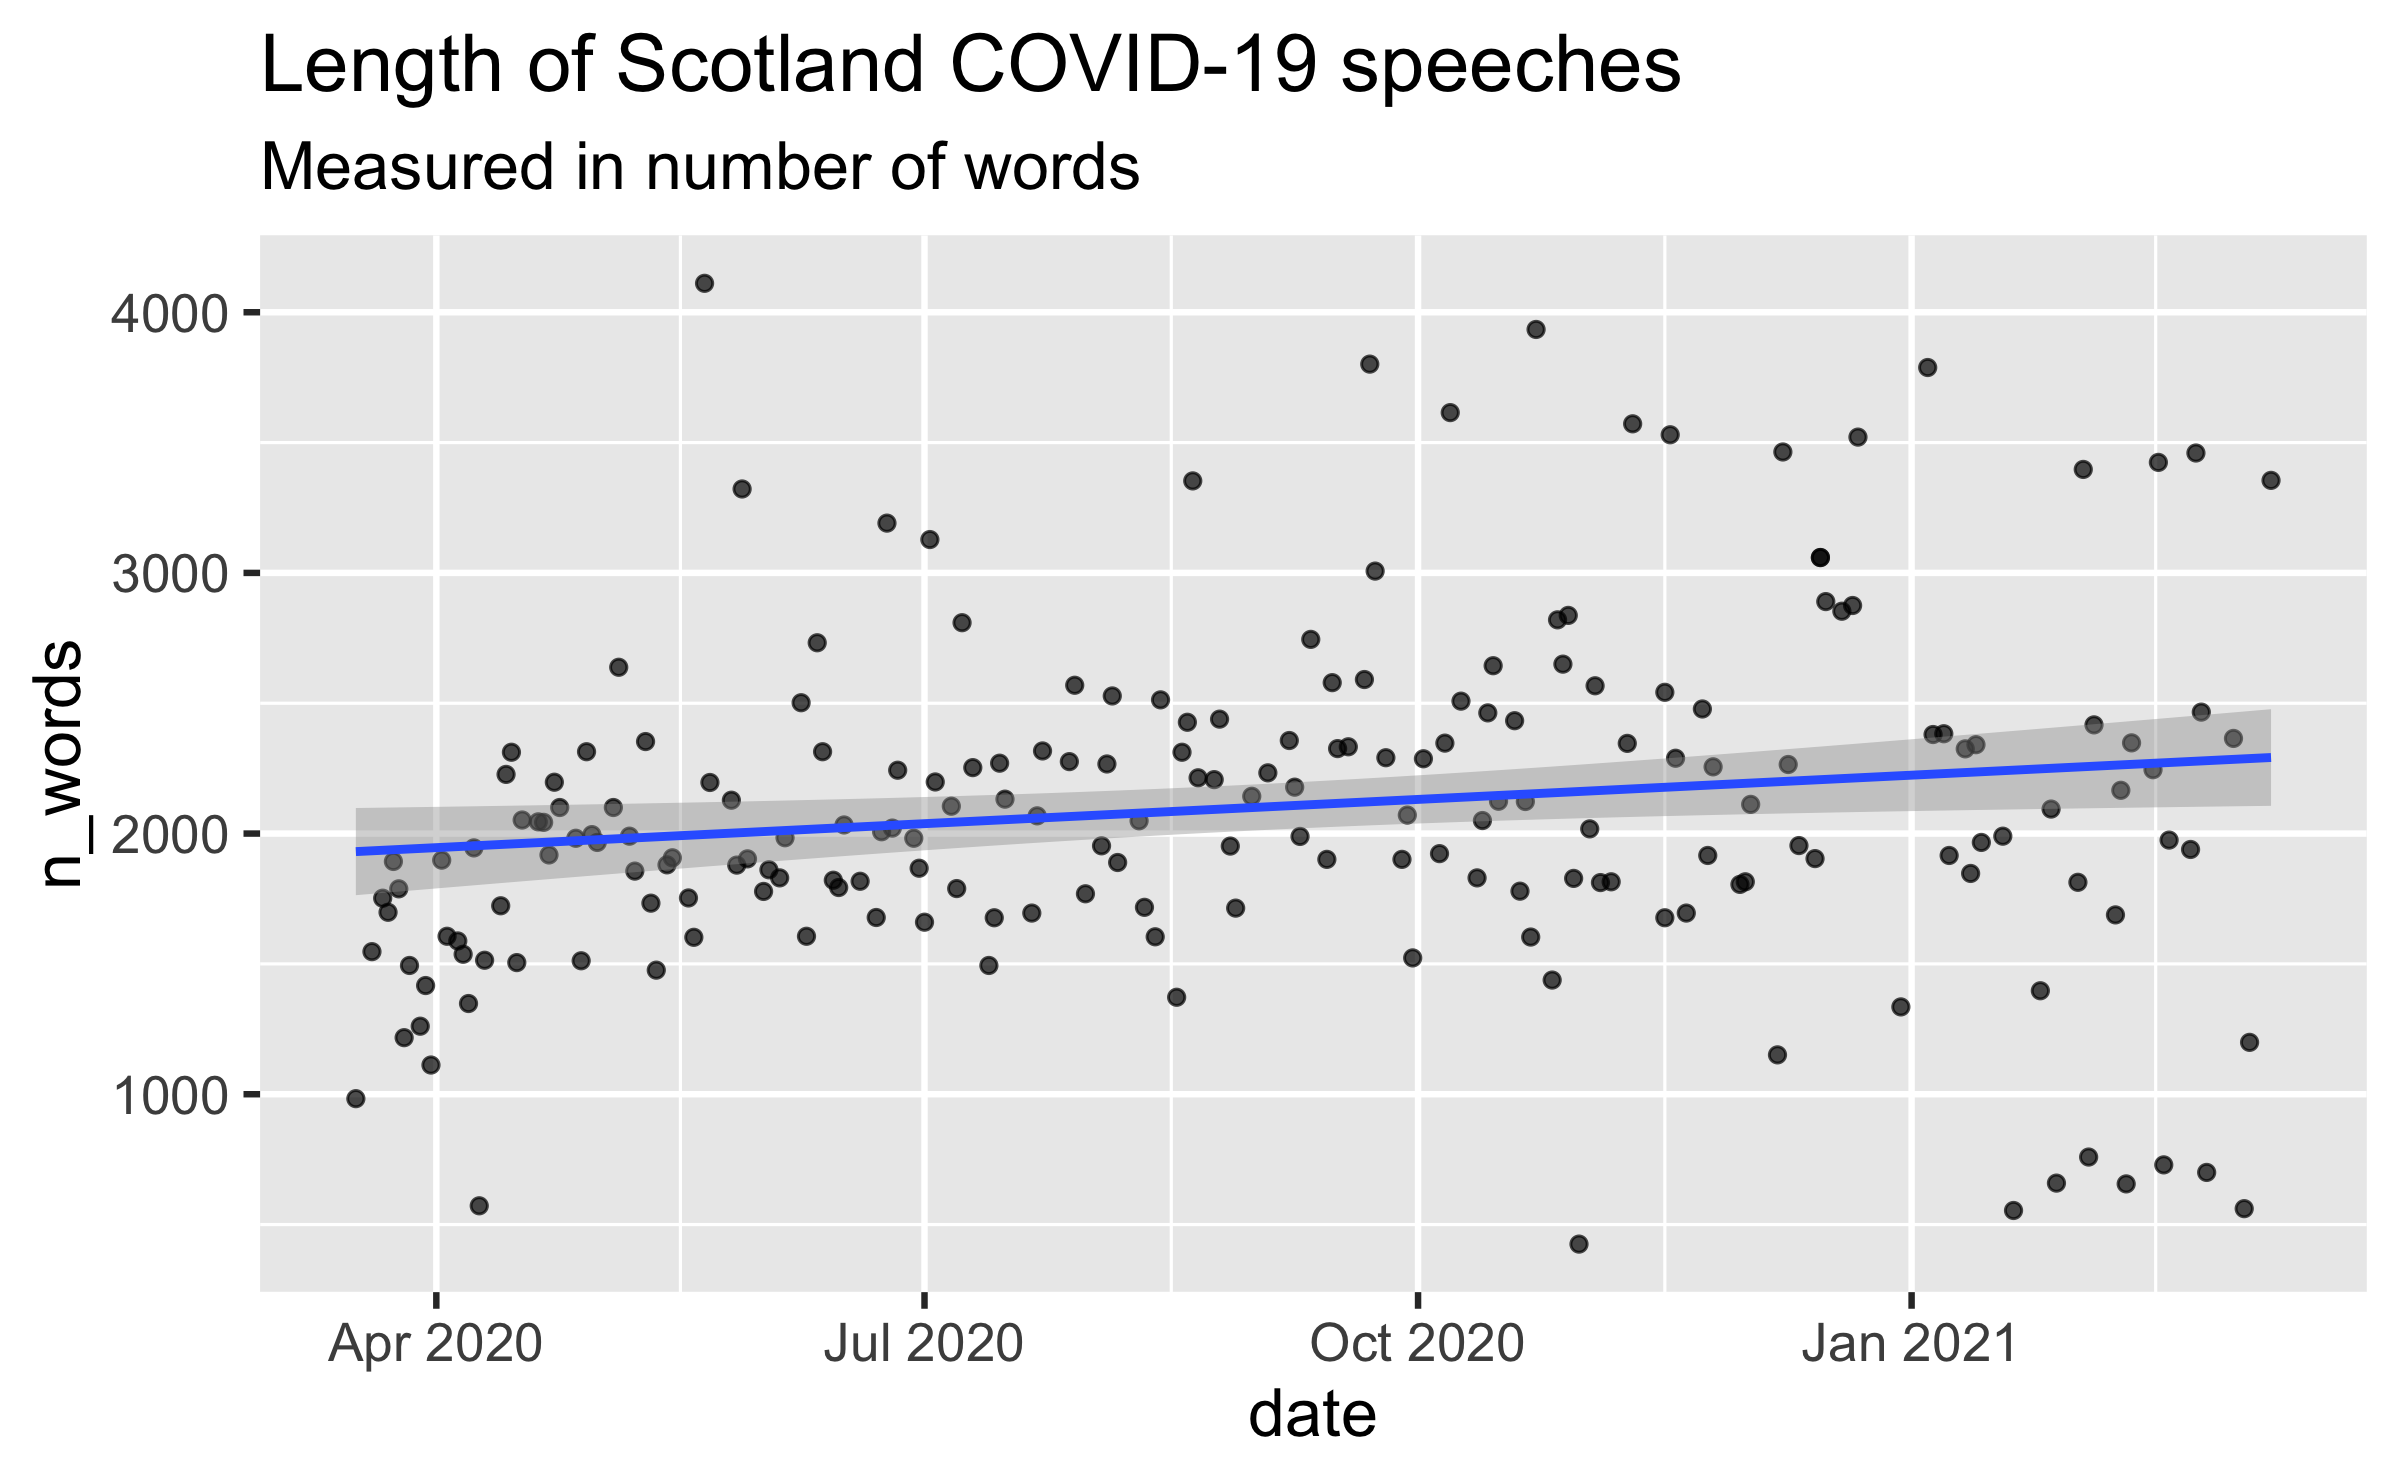 Length of Scotland COVID-19 speeches
Measured in number of words
n_words
4000
3000
2000
1000
Apr 2020
Jul 2020
Oct 2020
Jan 2021
date